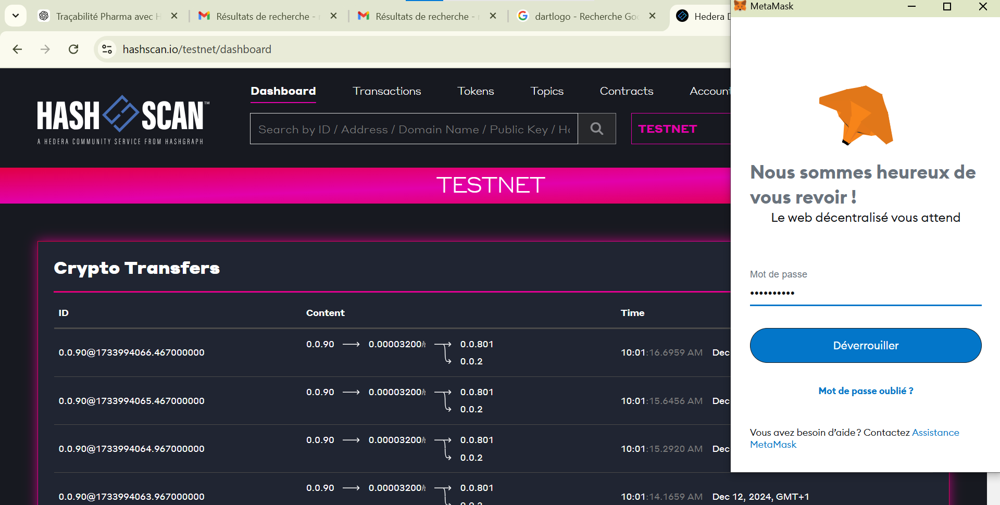 Traçabilité Pharma avec H
Résultats de recherche -
Résultats de recherche -
dartlogo - Recherche Goo
Hedera D
MetaMask
hashscan.io/testnet/dashboard
HASH SCAN™
A HEDERA COMMUNITY SERVICE FROM HASHGRAPH
Dashboard
Transactions
Tokens
Topics
Contracts
Account
Search by ID / Address / Domain Name / Public Key / Ha
TESTNET
TESTNET
Crypto Transfers
ID Content Time
0.0.90@1733994066.467000000 0.0.90 → 0.00003200ℏ → 0.0.801 10:01:16.6959 AM Dec
0.0.2
0.0.90@1733994065.467000000 0.0.90 → 0.00003200ℏ → 0.0.801 10:01:15.6456 AM Dec
0.0.2
0.0.90@1733994064.967000000 0.0.90 → 0.00003200ℏ → 0.0.801 10:01:15.2920 AM Dec
0.0.2
0.0.90@1733994063.967000000 0.0.90 → 0.00003200ℏ → 0.0.801 10:01:14.1659 AM Dec 12, 2024, GMT+1
0.0.2
Nous sommes heureux de
vous revoir !
Le web décentralisé vous attend
Mot de passe
••••••••••
Déverrouiller
Mot de passe oublié ?
Vous avez besoin d’aide ? Contactez Assistance
MetaMask